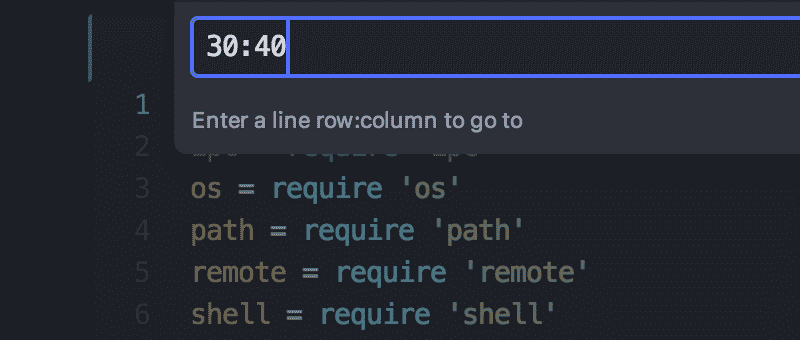 30:40
1
Enter a line row:column to go to
2
3 os = require 'os'
4 path = require 'path'
5 remote = require 'remote'
6 shell = require 'shell'